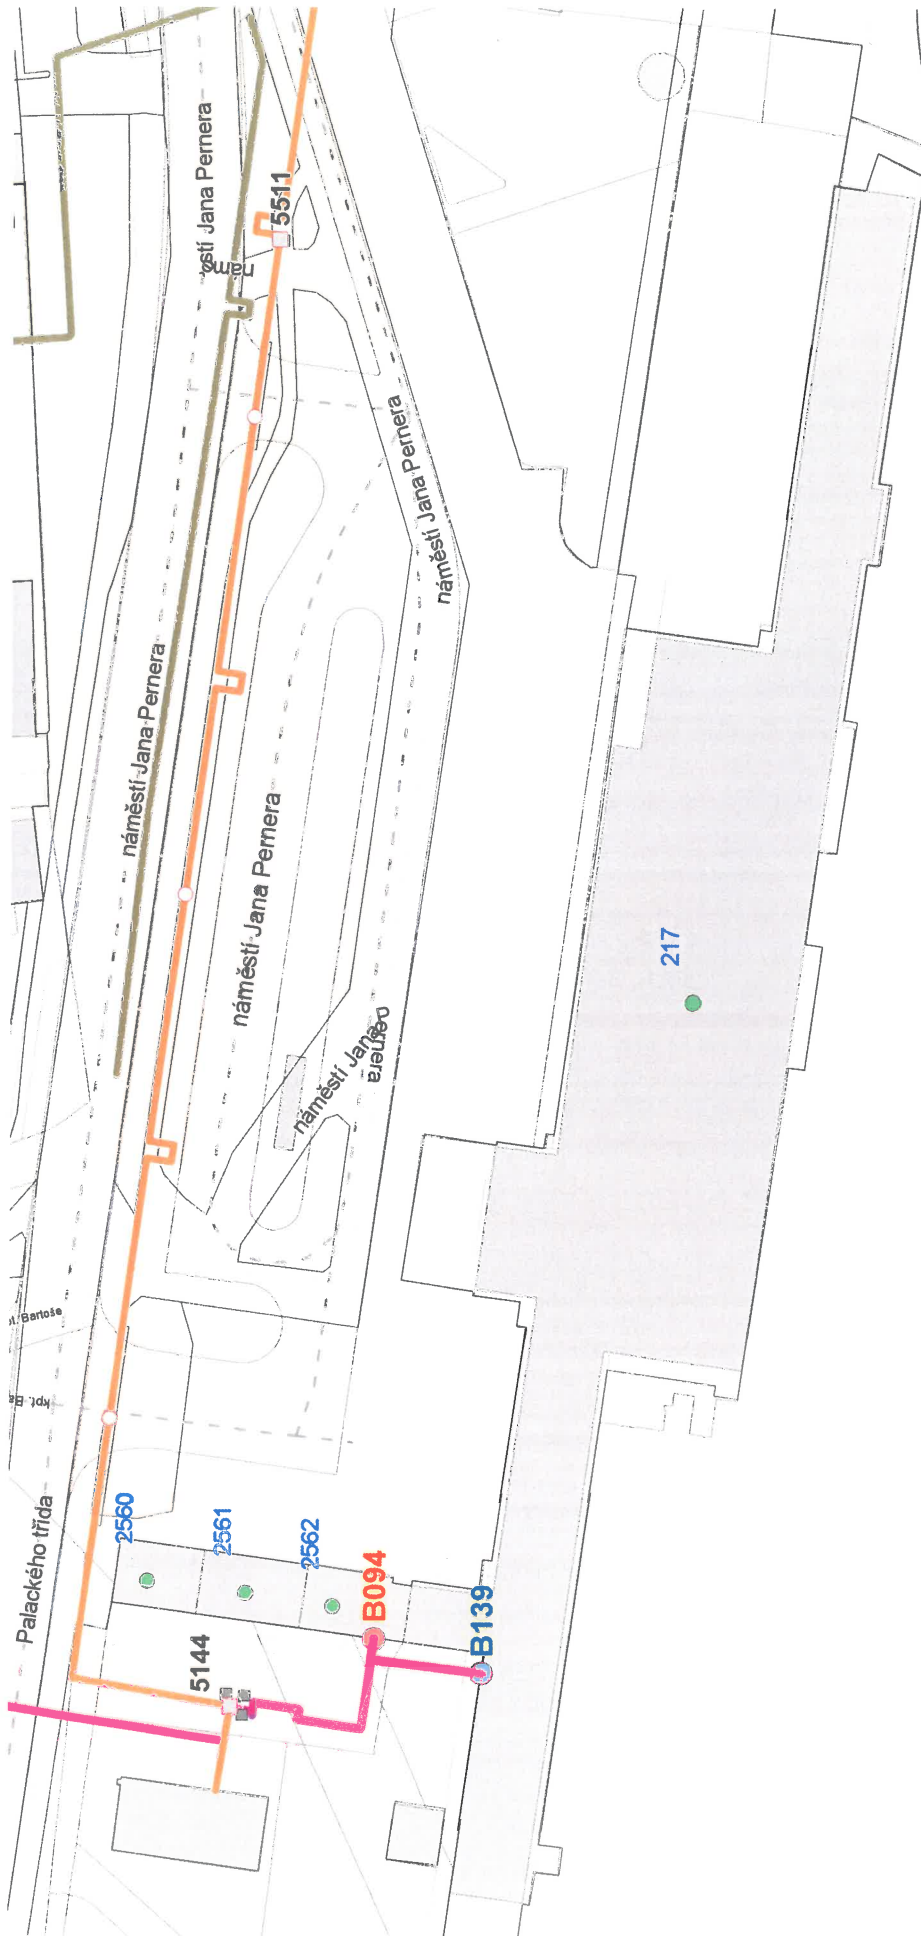 stí Jana Pernera
5511
náměstí Jana Pernera
náměstí Jana Pernera
náměstí Jana Pernera
217
náměstí Jana
Pernera
Palackého třída
2560
2561
2562
B094
B139
5144